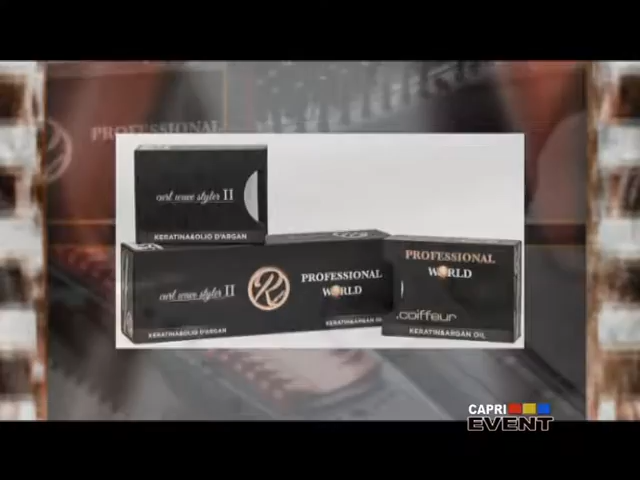 PROFESSIONAL
curl wave styler II
KERATINA&OLIO D'ARGAN
curl wave styler II
R
PROFESSIONAL
WORLD
KERATINA&OLIO D'ARGAN
KERATIN&ARGAN OIL
PROFESSIONAL
WORLD
.coiffeur
KERATIN&ARGAN OIL
CAPRI
EVENT